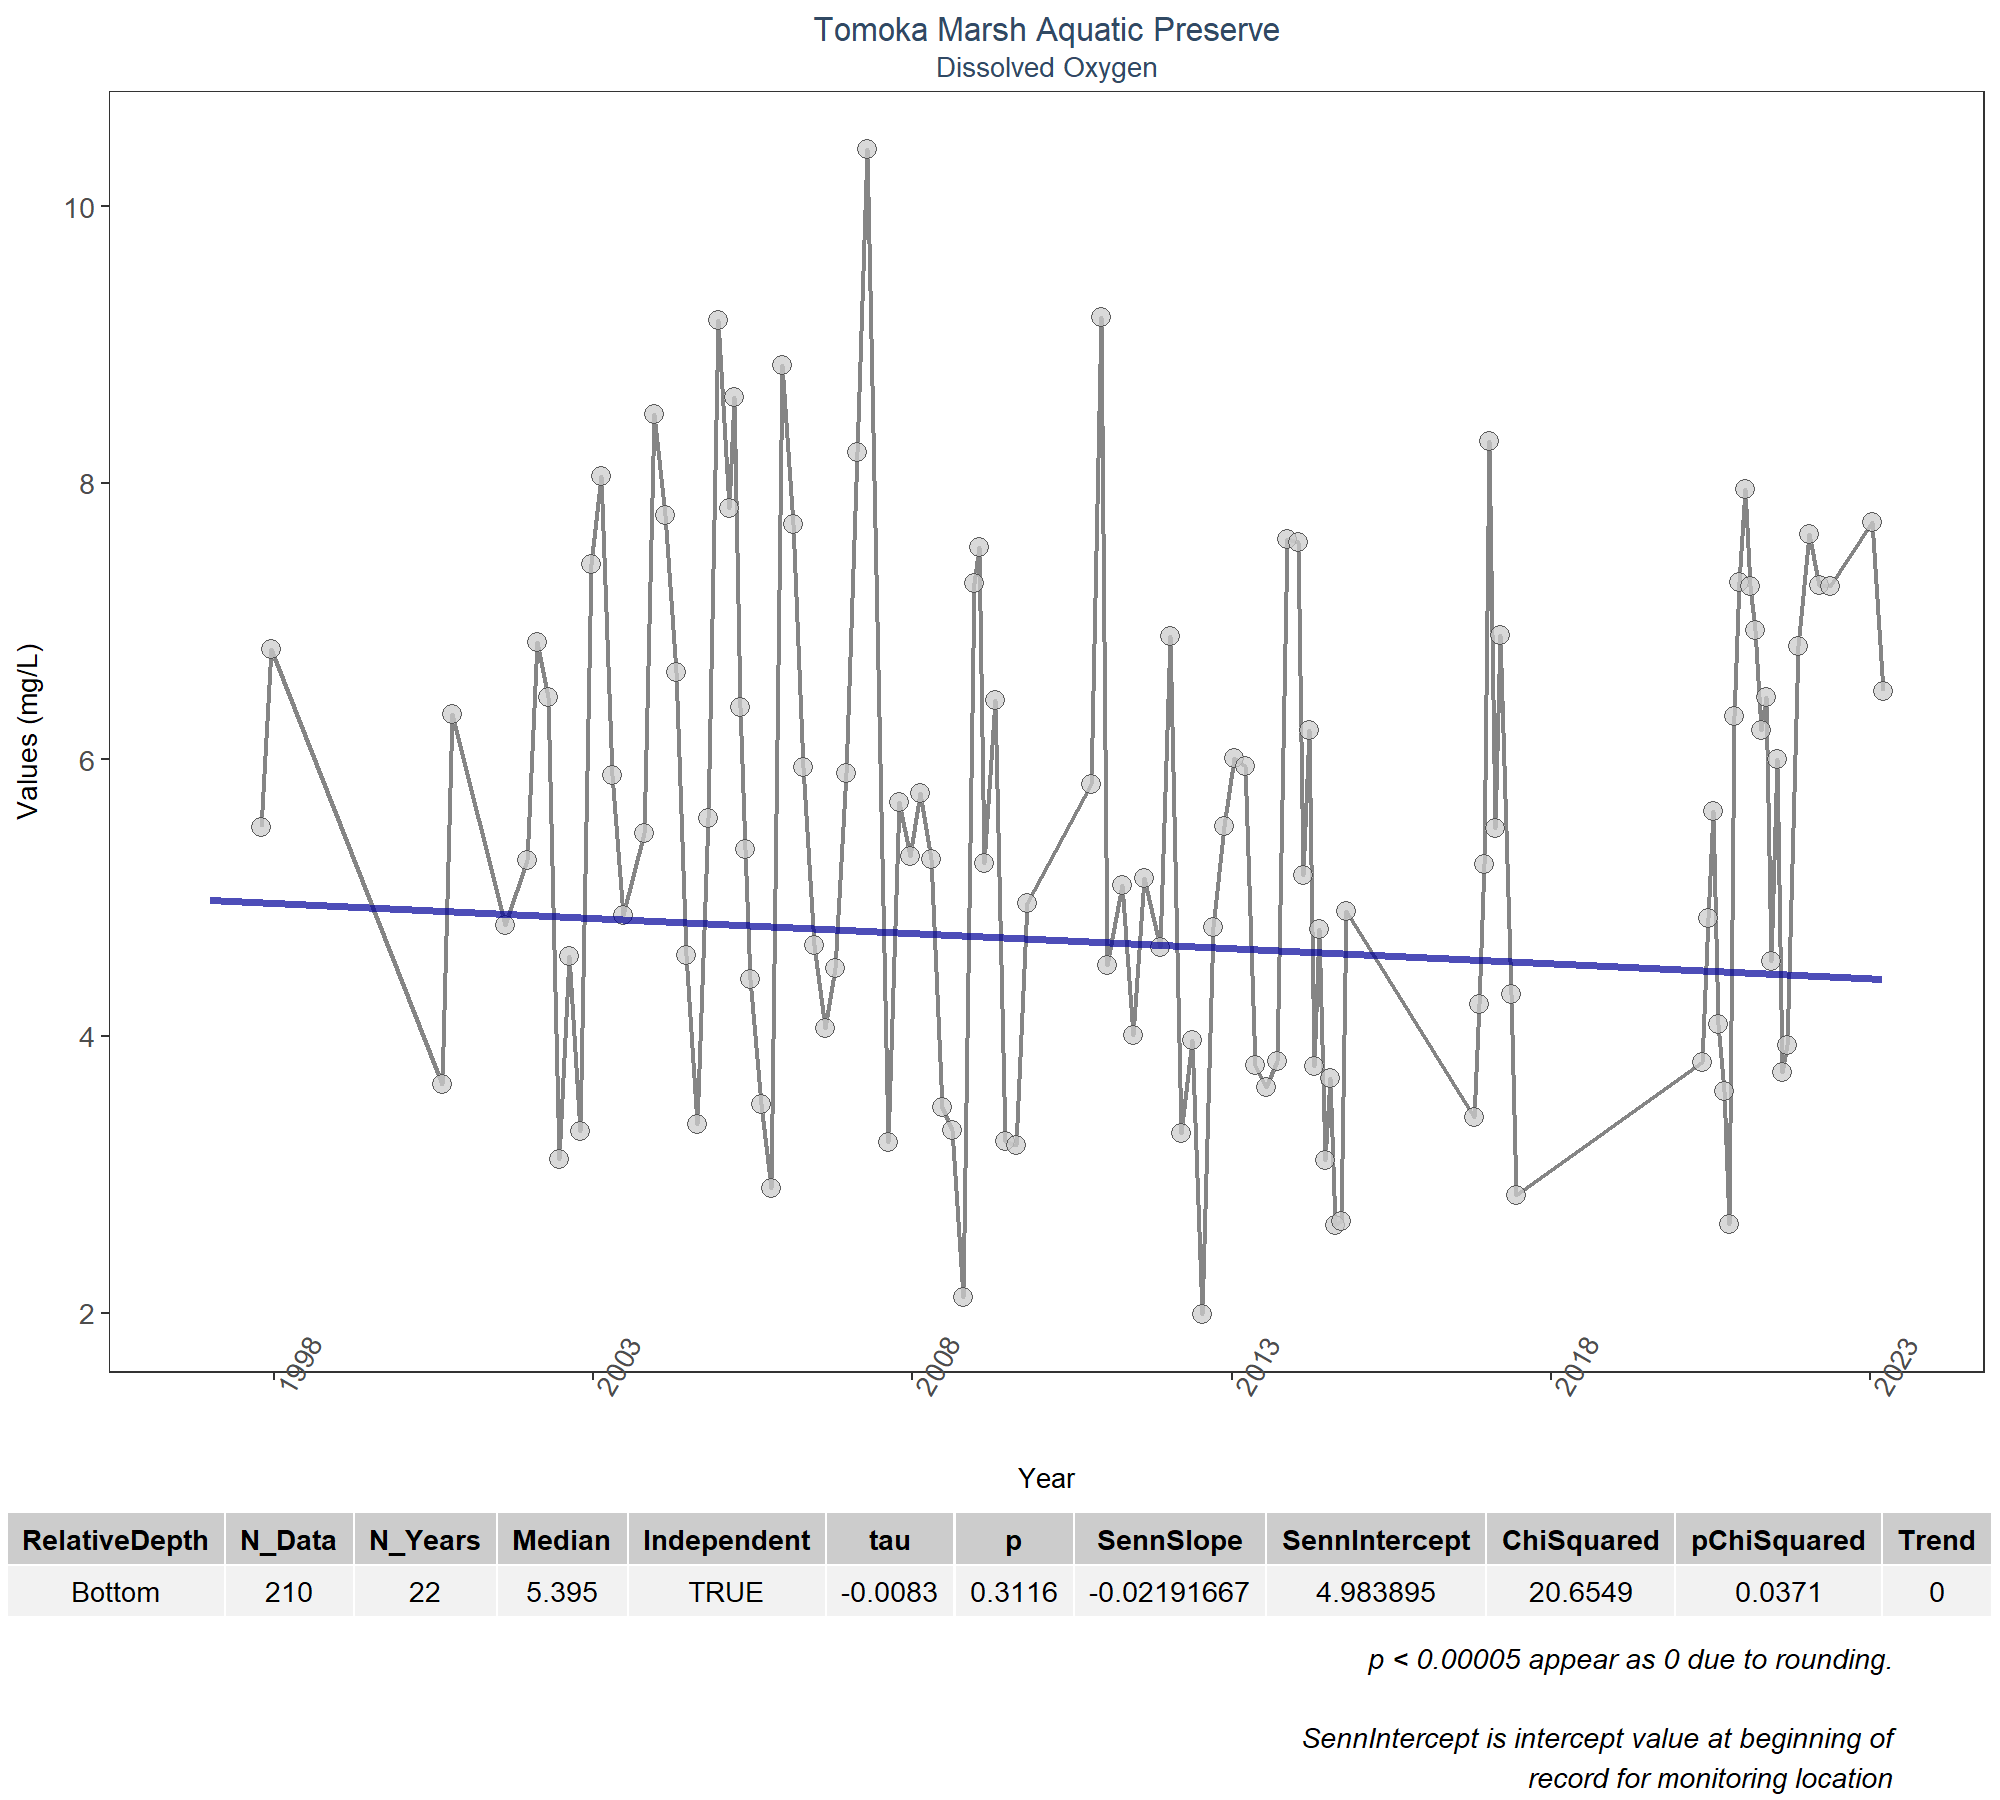 Tomoka Marsh Aquatic Preserve
Dissolved Oxygen
Values (mg/L)
10
8
6
4
2
1998
2003
2008
2013
2018
2023
Year
RelativeDepth N_Data N_Years Median Independent tau p SennSlope SennIntercept ChiSquared pChiSquared Trend
Bottom 210 22 5.395 TRUE -0.0083 0.3116 -0.02191667 4.983895 20.6549 0.0371 0
p < 0.00005 appear as 0 due to rounding.
SennIntercept is intercept value at beginning of
record for monitoring location